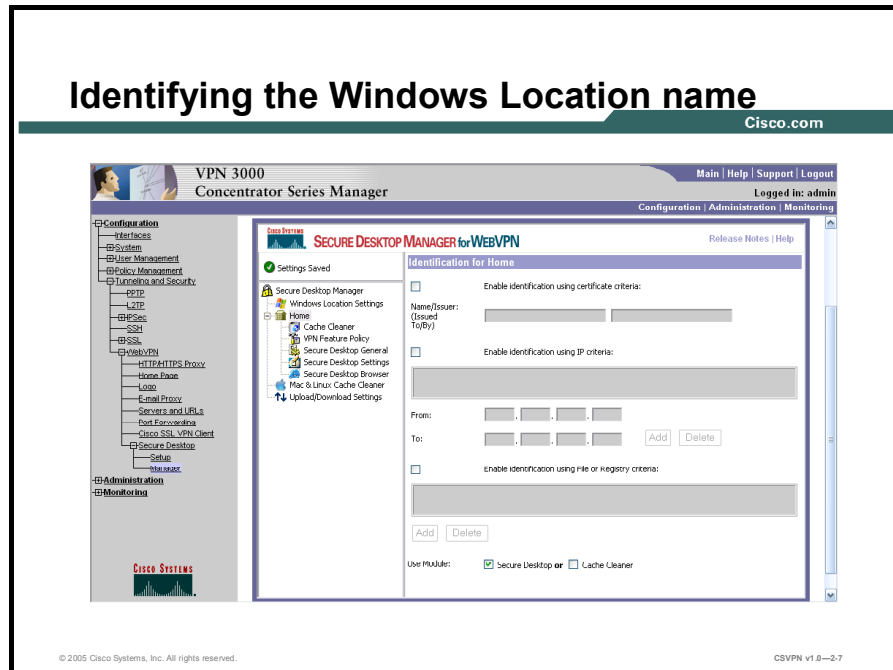 Identifying the Windows Location name
Cisco.com
VPN 3000
Concentrator Series Manager
Main | Help | Support | Logout
Logged in: admin
Configuration | Administration | Monitoring
Configuration
Interfaces
System
User Management
Policy Management
Tunneling and Security
PPTP
L2TP
IPSec
SSH
SSL
WebVPN
HTTP/HTTPS Proxy
Home Page
Logo
E-mail Proxy
Servers and URLs
Port Forwarding
Cisco SSL VPN Client
Secure Desktop
Setup
Manager
Administration
Monitoring
CISCO SYSTEMS
CISCO SYSTEMS
SECURE DESKTOP MANAGER for WEBVPN
Release Notes | Help
Settings Saved
Secure Desktop Manager
Windows Location Settings
Home
Cache Cleaner
VPN Feature Policy
Secure Desktop General
Secure Desktop Settings
Secure Desktop Browser
Mac & Linux Cache Cleaner
Upload/Download Settings
Identification for Home
Enable identification using certificate criteria:
Name/Issuer:
(Issued
To/By)
Enable identification using IP criteria:
From: . . .
To: . . . Add Delete
Enable identification using File or Registry criteria:
Add Delete
Use Module: Secure Desktop or Cache Cleaner
© 2005 Cisco Systems, Inc. All rights reserved.
CSVPN v1.0—2-7